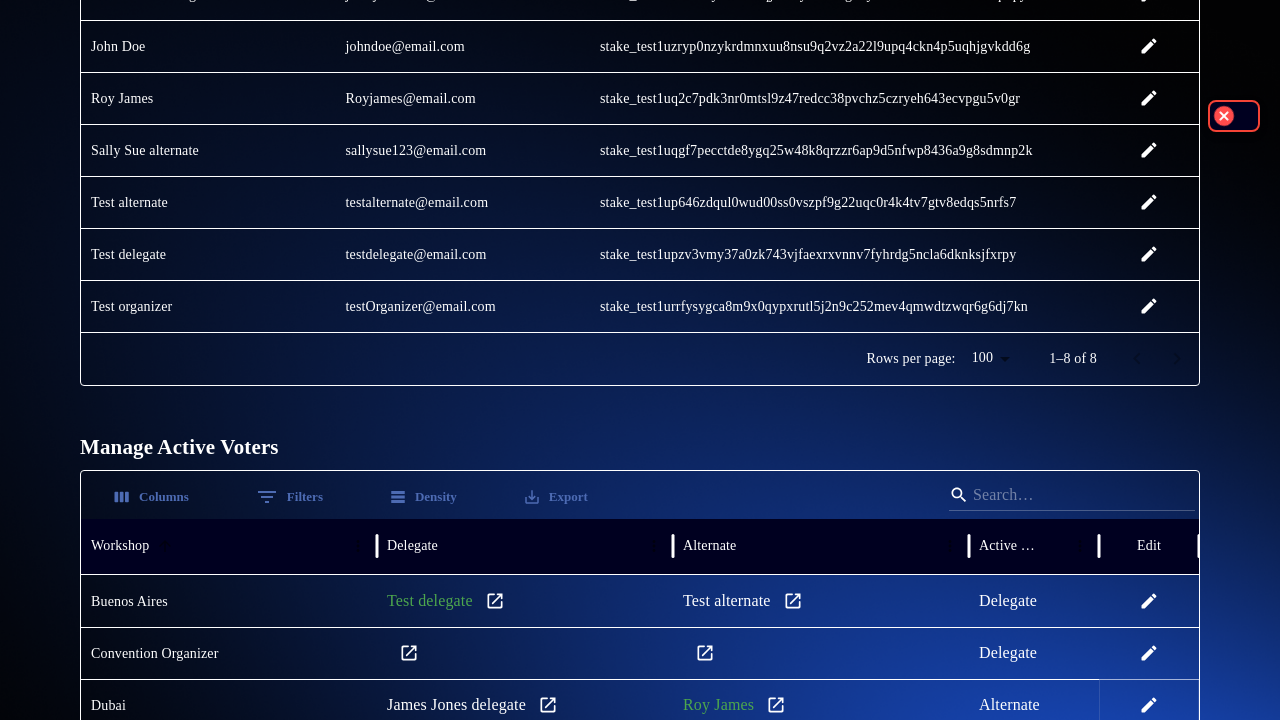 John Doe johndoe@email.com stake_test1uzryp0nzykrdmnxuu8nsu9q2vz2a22l9upq4ckn4p5uqhjgvkdd6g
Roy James Royjames@email.com stake_test1uq2c7pdk3nr0mtsl9z47redcc38pvchz5czryeh643ecvpgu5v0gr
Sally Sue alternate sallysue123@email.com stake_test1uqgf7pecctde8ygq25w48k8qrzzr6ap9d5nfwp8436a9g8sdmnp2k
Test alternate testalternate@email.com stake_test1up646zdqul0wud00ss0vszpf9g22uqc0r4k4tv7gtv8edqs5nrfs7
Test delegate testdelegate@email.com stake_test1upzv3vmy37a0zk743vjfaexrxvnnv7fyhrdg5ncla6dknksjfxrpy
Test organizer testOrganizer@email.com stake_test1urrfysygca8m9x0qypxrutl5j2n9c252mev4qmwdtzwqr6g6dj7kn
Rows per page: 100 1–8 of 8
Manage Active Voters
Columns Filters Density Export Search…
Workshop Delegate Alternate Active … Edit
Buenos Aires Test delegate Test alternate Delegate
Convention Organizer Delegate
Dubai James Jones delegate Roy James Alternate